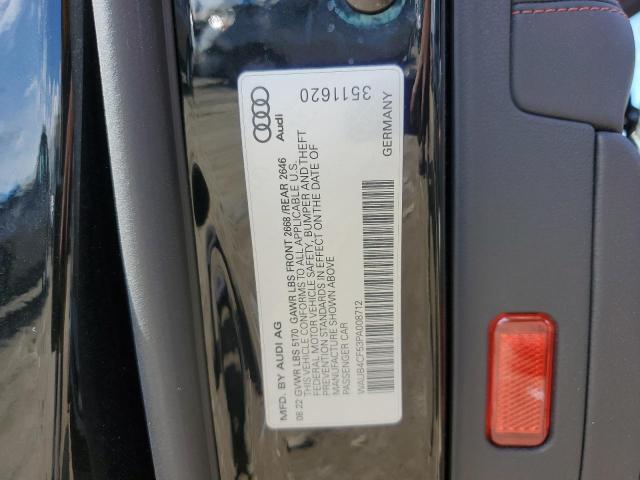 Audi
3511620
MFD. BY AUDI AG
08.22 GVWR LBS 5170 GAWR LBS FRONT 2668 /REAR 2646
THIS VEHICLE CONFORMS TO ALL APPLICABLE U.S.
FEDERAL MOTOR VEHICLE SAFETY, BUMPER AND THEFT
PREVENTION STANDARDS IN EFFECT ON THE DATE OF
MANUFACTURE SHOWN ABOVE
PASSENGER CAR
WAUB4CF53PA008712
GERMANY